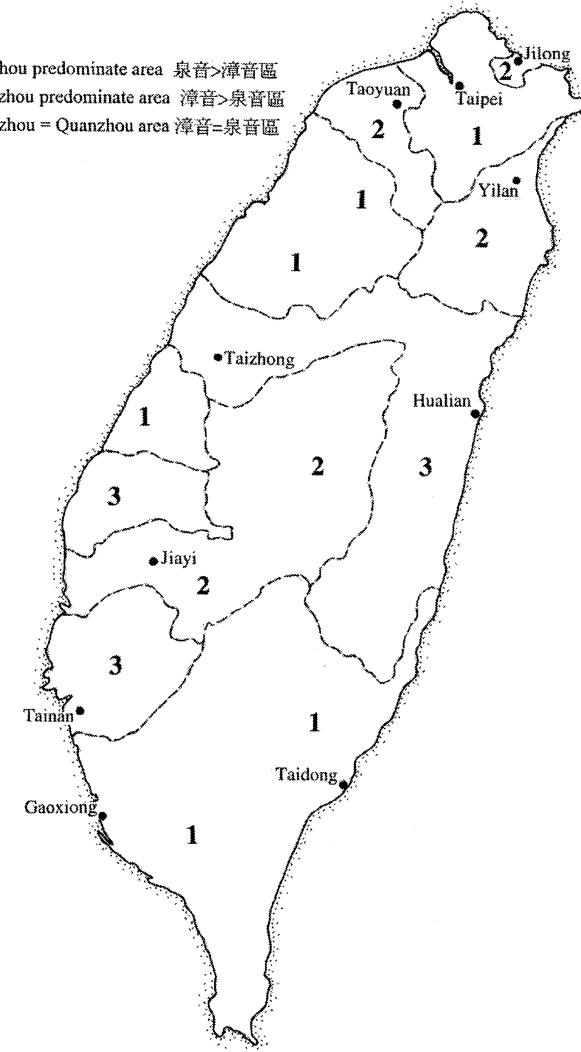 hou predominate area 泉音>漳音區
zhou predominate area 漳音>泉音區
zhou = Quanzhou area 漳音=泉音區
Jilong
2
Taoyuan
Taipei
2
1
Yilan
1
2
1
Taizhong
Hualian
1
2
3
3
Jiayi
2
3
Tainan
1
Taidong
Gaoxiong
1